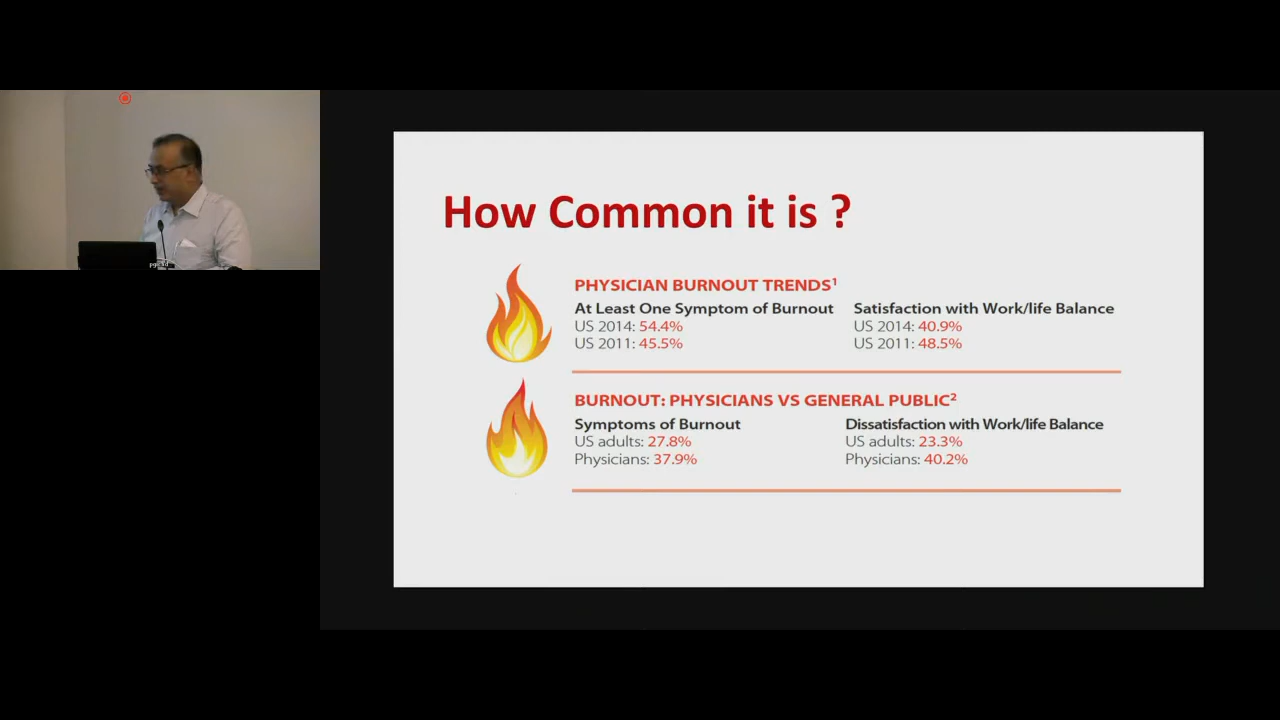 How Common it is ?
PHYSICIAN BURNOUT TRENDS¹
At Least One Symptom of Burnout
US 2014: 54.4%
US 2011: 45.5%
Satisfaction with Work/life Balance
US 2014: 40.9%
US 2011: 48.5%
BURNOUT: PHYSICIANS VS GENERAL PUBLIC²
Symptoms of Burnout
US adults: 27.8%
Physicians: 37.9%
Dissatisfaction with Work/life Balance
US adults: 23.3%
Physicians: 40.2%